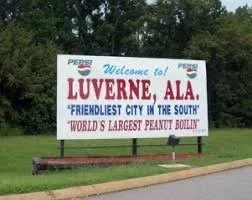 PEPSI PEPSI
Welcome to!
LUVERNE, ALA.
"FRIENDLIEST CITY IN THE SOUTH"
"WORLD'S LARGEST PEANUT BOILIN"